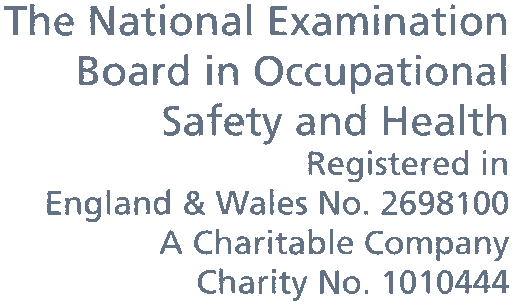 The National Examination
Board in Occupational
Safety and Health
Registered in
England & Wales No. 2698100
A Charitable Company
Charity No. 1010444